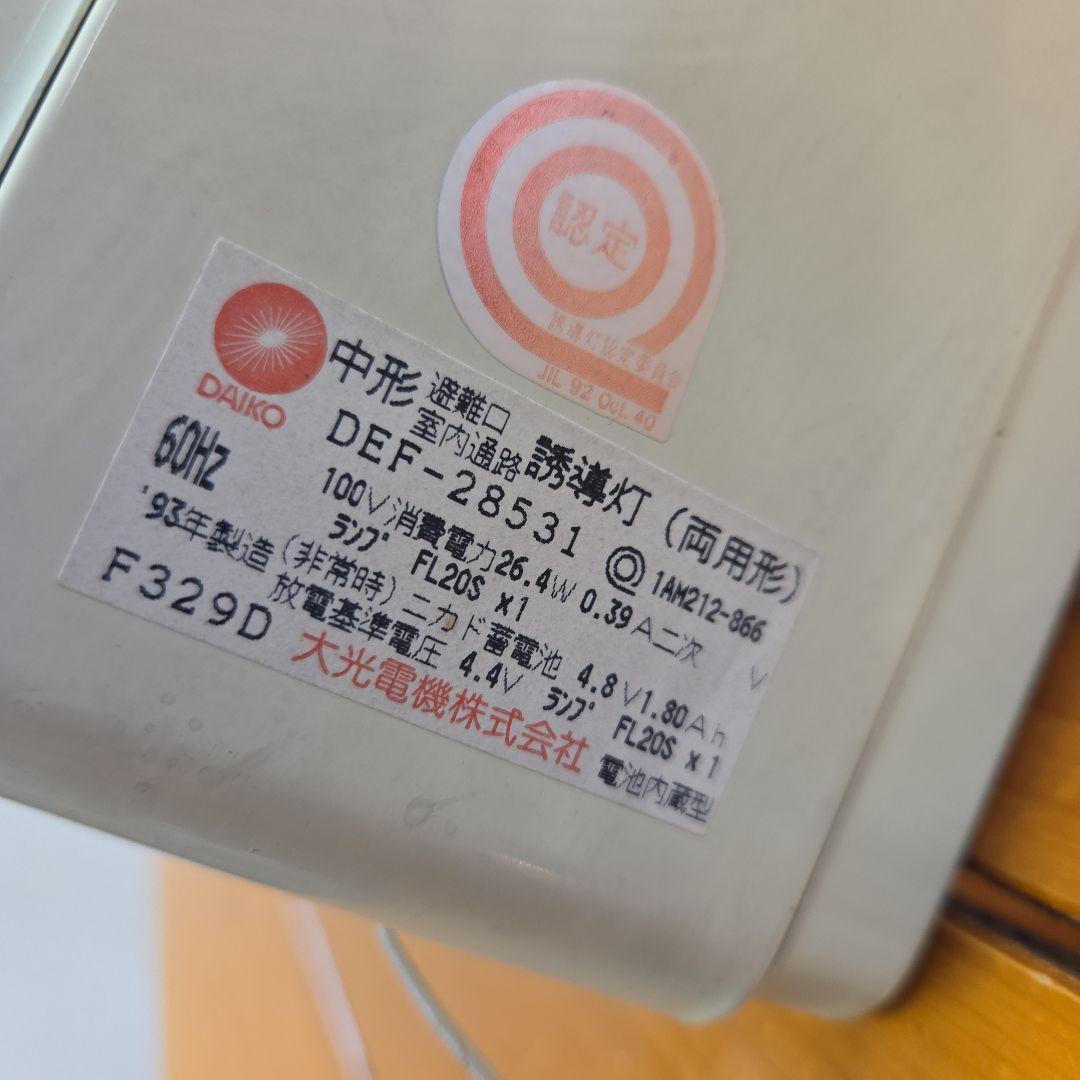 認定
誘導灯認定委員会
JIL 92 Oct. 40
DAIKO
中形 避難口 室内通路 誘導灯 (両用形)
DEF-28531 1AM212-866
60Hz 100V 消費電力 26.4W 0.39A 二次 V
ランプ FL20S x1
'93年製造 (非常時) ニカド蓄電池 4.8V 1.80Ah
放電基準電圧 4.4V ランプ FL20S x1
F329D 大光電機株式会社 電池内蔵型